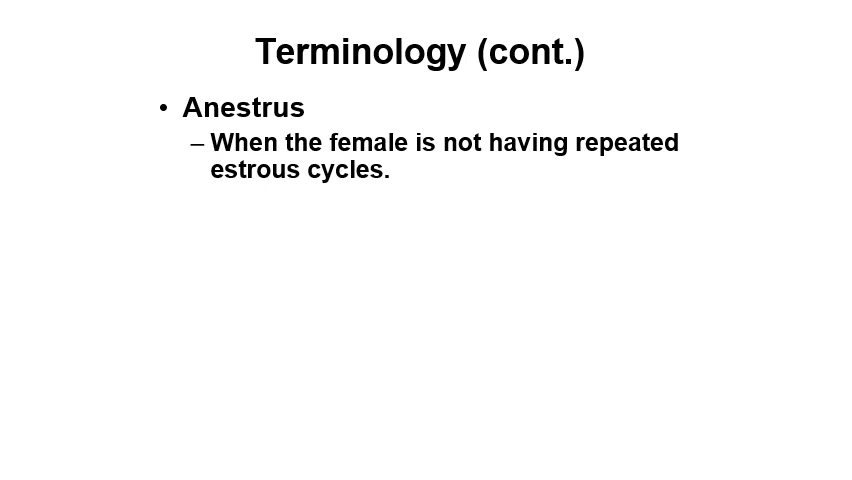 Terminology (cont.)
• Anestrus
– When the female is not having repeated
estrous cycles.